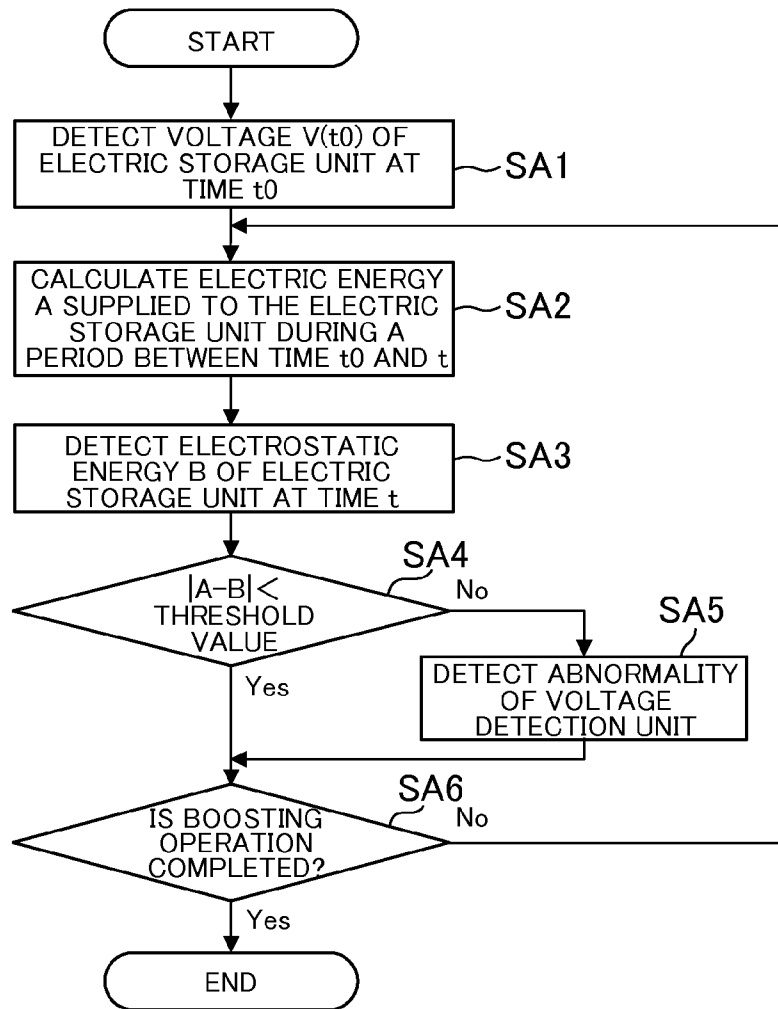 START
DETECT VOLTAGE V(t0) OF
ELECTRIC STORAGE UNIT AT
TIME t0
SA1
CALCULATE ELECTRIC ENERGY
A SUPPLIED TO THE ELECTRIC
STORAGE UNIT DURING A
PERIOD BETWEEN TIME t0 AND t
SA2
DETECT ELECTROSTATIC
ENERGY B OF ELECTRIC
STORAGE UNIT AT TIME t
SA3
SA4
|A-B|<
THRESHOLD
VALUE
No
Yes
SA5
DETECT ABNORMALITY
OF VOLTAGE
DETECTION UNIT
SA6
IS BOOSTING
OPERATION
COMPLETED?
No
Yes
END